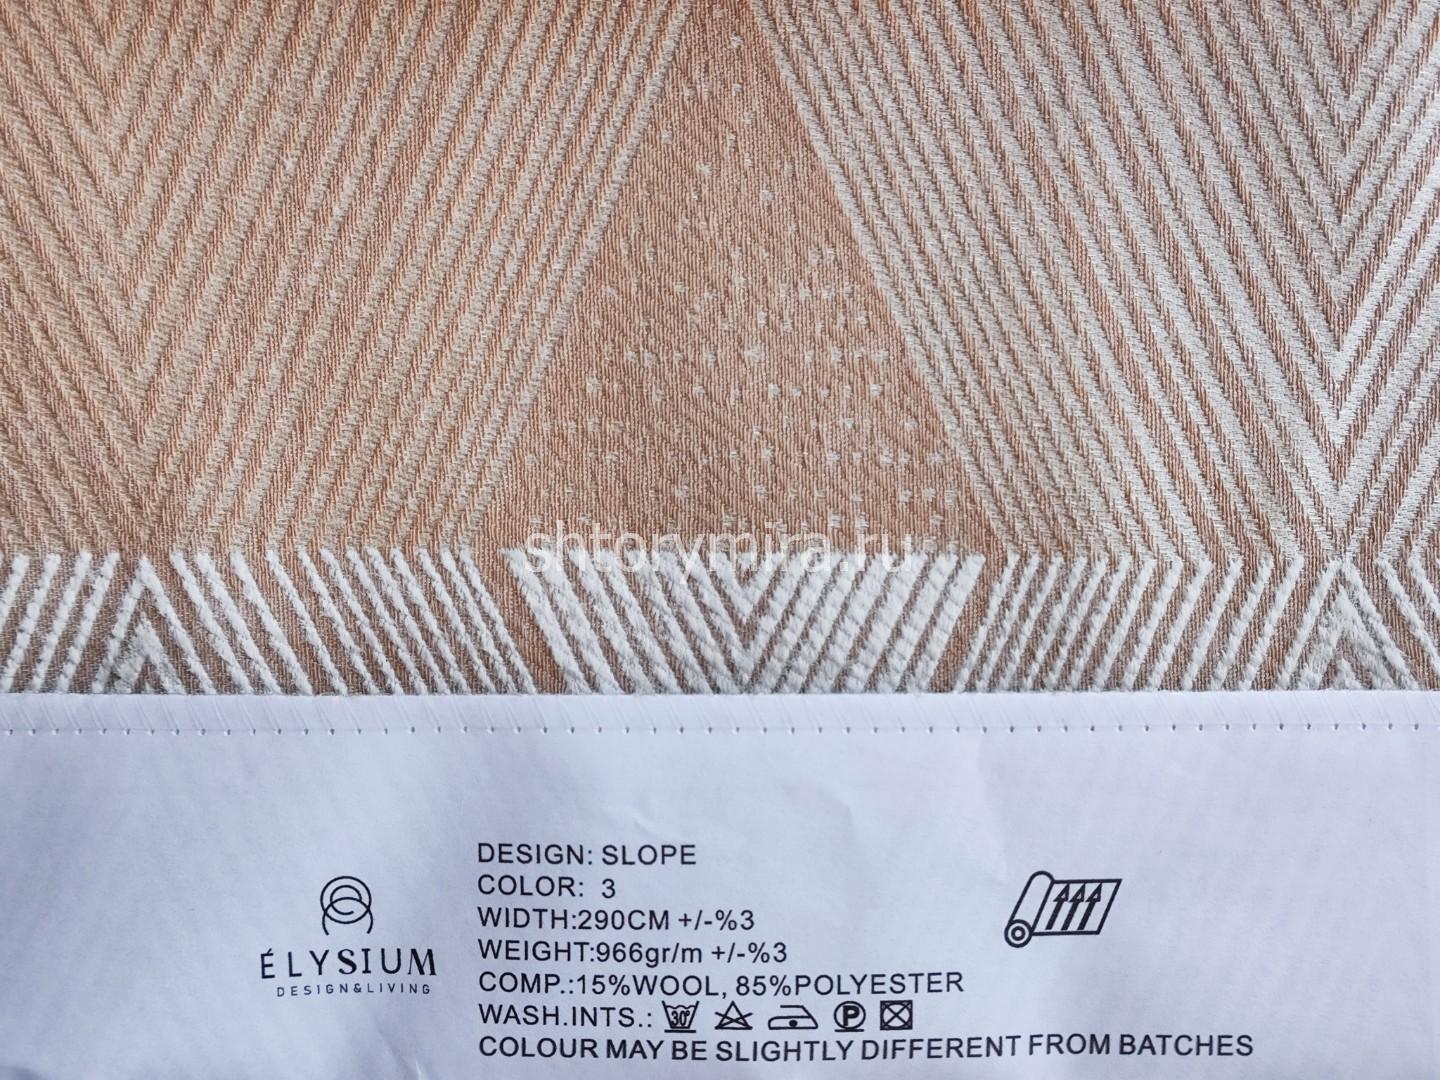 shtorymira.ru
DESIGN: SLOPE
COLOR: 3
WIDTH:290CM +/-%3
WEIGHT:966gr/m +/-%3
COMP.:15%WOOL, 85%POLYESTER
WASH.INTS.: 30° P
COLOUR MAY BE SLIGHTLY DIFFERENT FROM BATCHES
ÉLYSIUM
DESIGN&LIVING